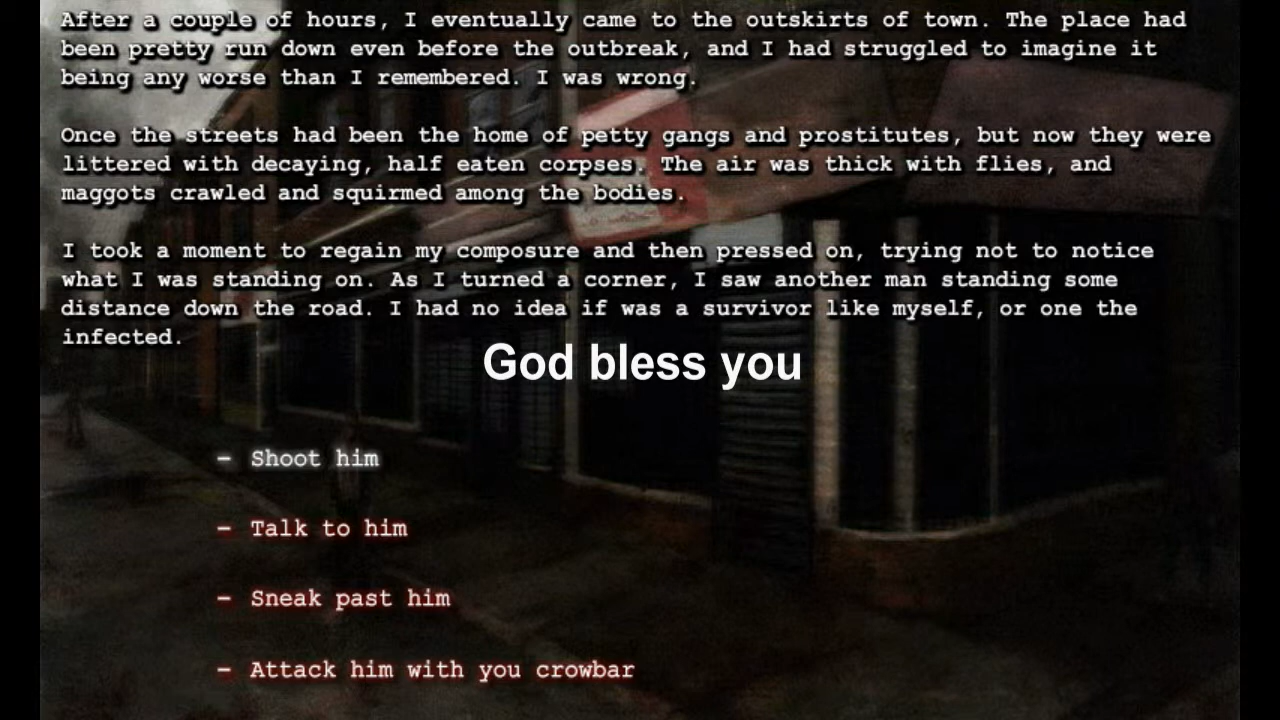 After a couple of hours, I eventually came to the outskirts of town. The place had
been pretty run down even before the outbreak, and I had struggled to imagine it
being any worse than I remembered. I was wrong.
Once the streets had been the home of petty gangs and prostitutes, but now they were
littered with decaying, half eaten corpses. The air was thick with flies, and
maggots crawled and squirmed among the bodies.
I took a moment to regain my composure and then pressed on, trying not to notice
what I was standing on. As I turned a corner, I saw another man standing some
distance down the road. I had no idea if was a survivor like myself, or one the
infected.
God bless you
- Shoot him
- Talk to him
- Sneak past him
- Attack him with you crowbar